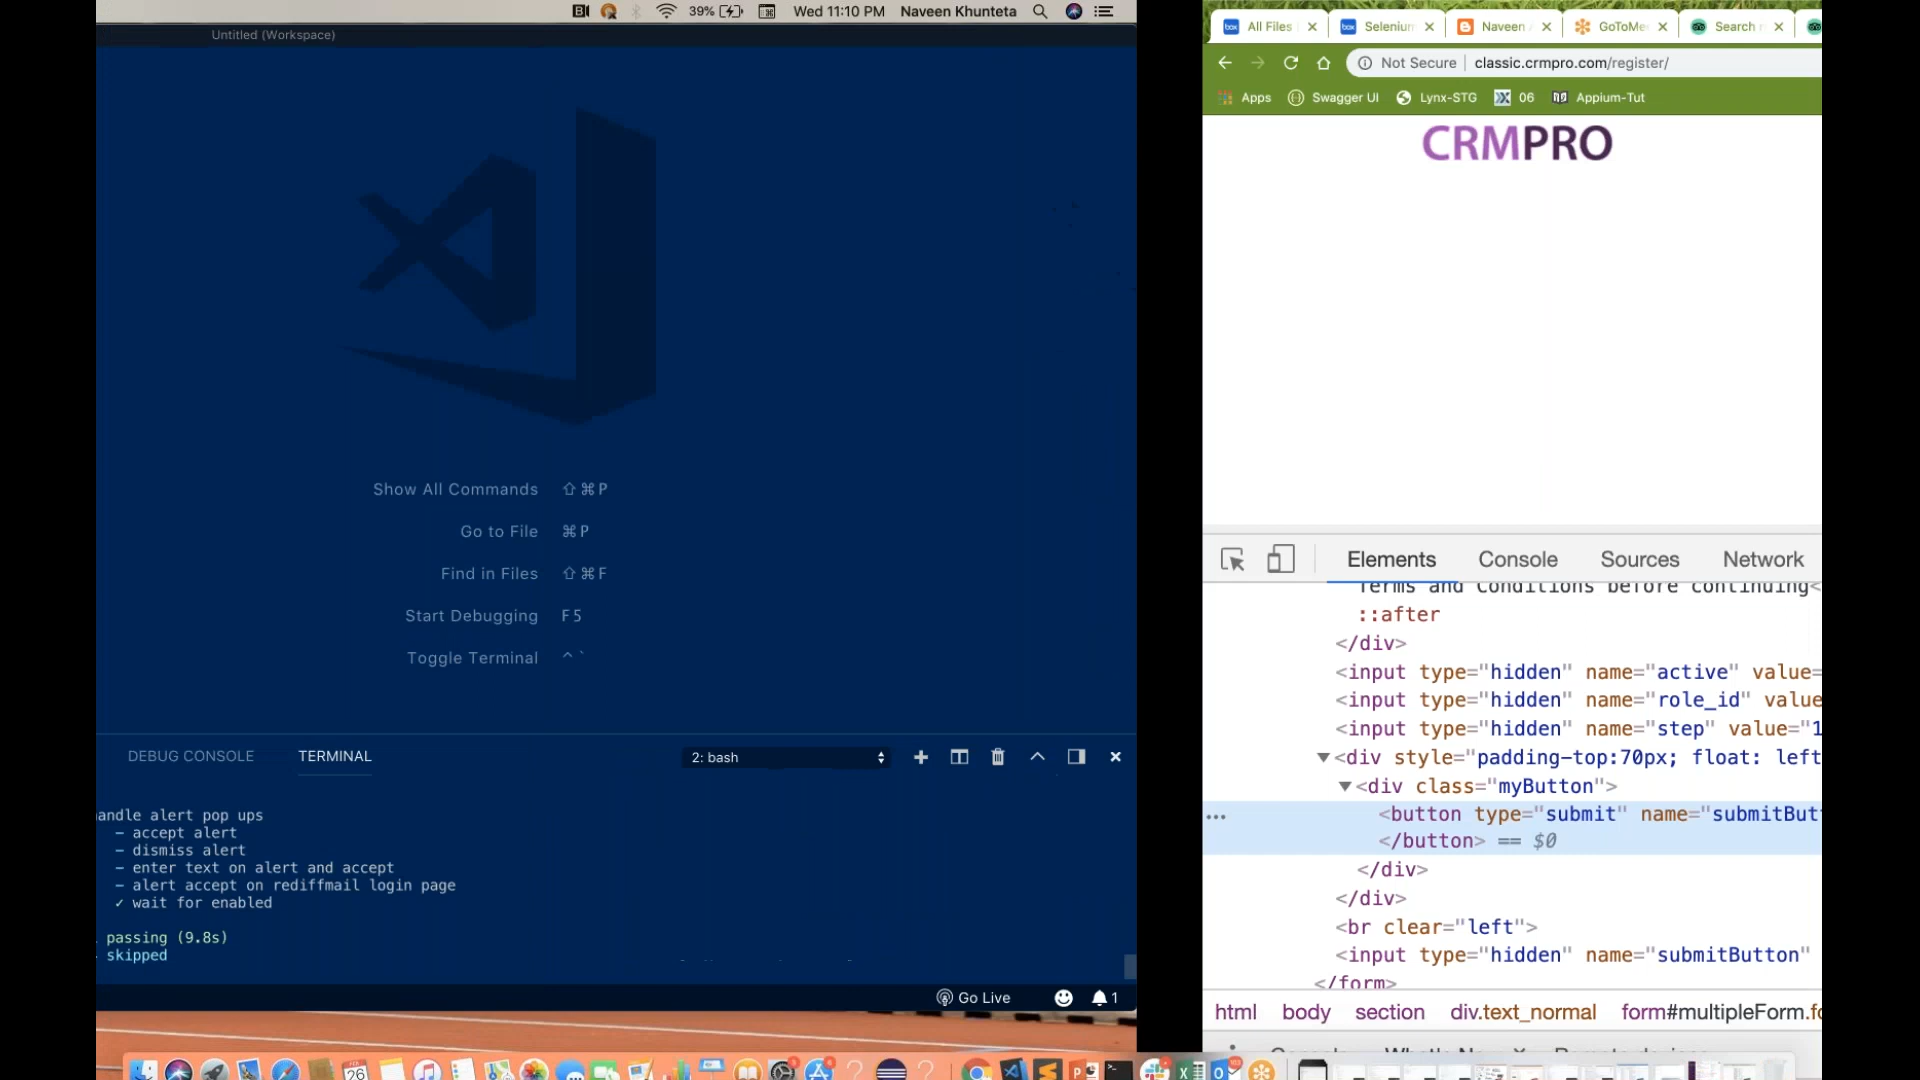 39%
Wed 11:10 PM
Naveen Khunteta
Untitled (Workspace)
Show All Commands ⇧⌘P
Go to File ⌘P
Find in Files ⇧⌘F
Start Debugging F5
Toggle Terminal ^`
DEBUG CONSOLE
TERMINAL
2: bash
andle alert pop ups
– accept alert
– dismiss alert
– enter text on alert and accept
– alert accept on rediffmail login page
✓ wait for enabled
passing (9.8s)
skipped
Go Live
1
26
All Files
Selenium
Naveen
GoToMe
Search
Not Secure | classic.crmpro.com/register/
Apps
Swagger UI
Lynx-STG
06
Appium-Tut
CRMPRO
Elements
Console
Sources
Network
Terms and Conditions before continuing<
::after
</div>
<input type="hidden" name="active" value=
<input type="hidden" name="role_id" value
<input type="hidden" name="step" value="1
▼<div style="padding-top:70px; float: left
▼<div class="myButton">
<button type="submit" name="submitBut
</button> == $0
</div>
</div>
<br clear="left">
<input type="hidden" name="submitButton"
</form>
html body section div.text_normal form#multipleForm.fo